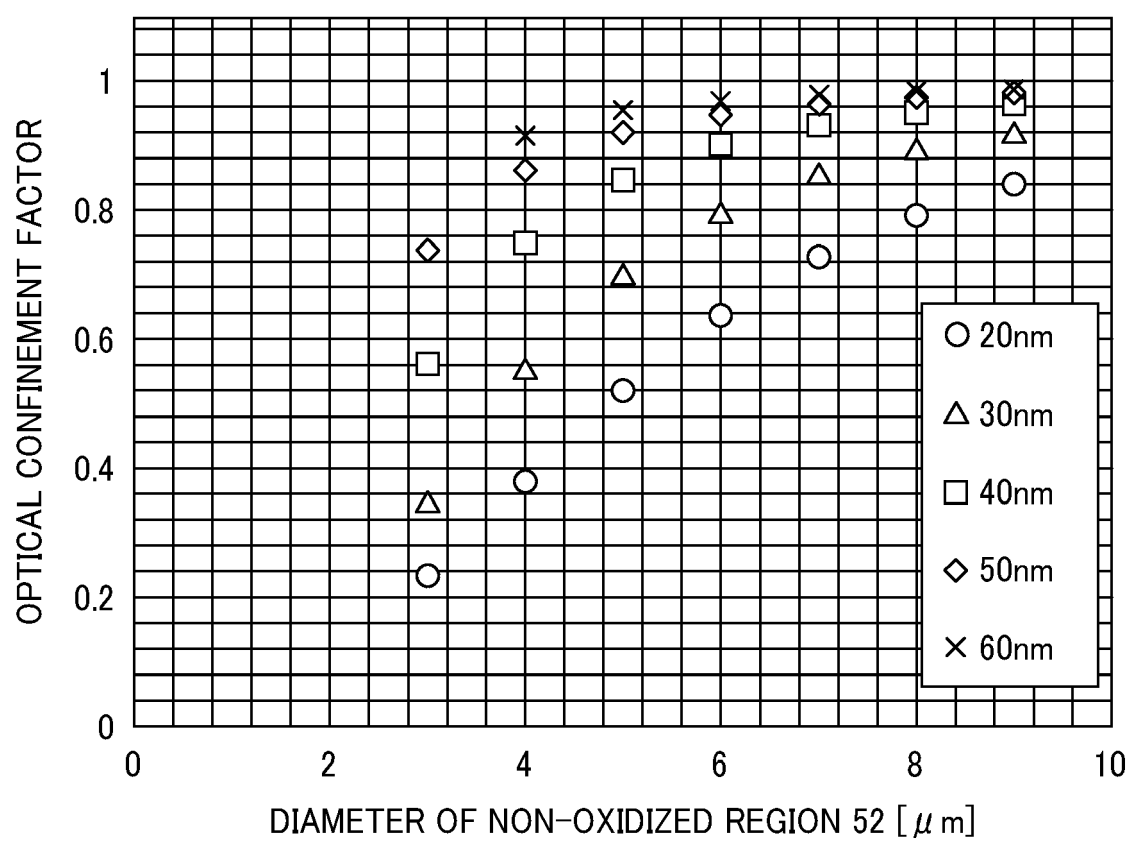 OPTICAL CONFINEMENT FACTOR
1
0.8
0.6
0.4
0.2
0
0 2 4 6 8 10
DIAMETER OF NON-OXIDIZED REGION 52 [μm]
20nm
30nm
40nm
50nm
60nm